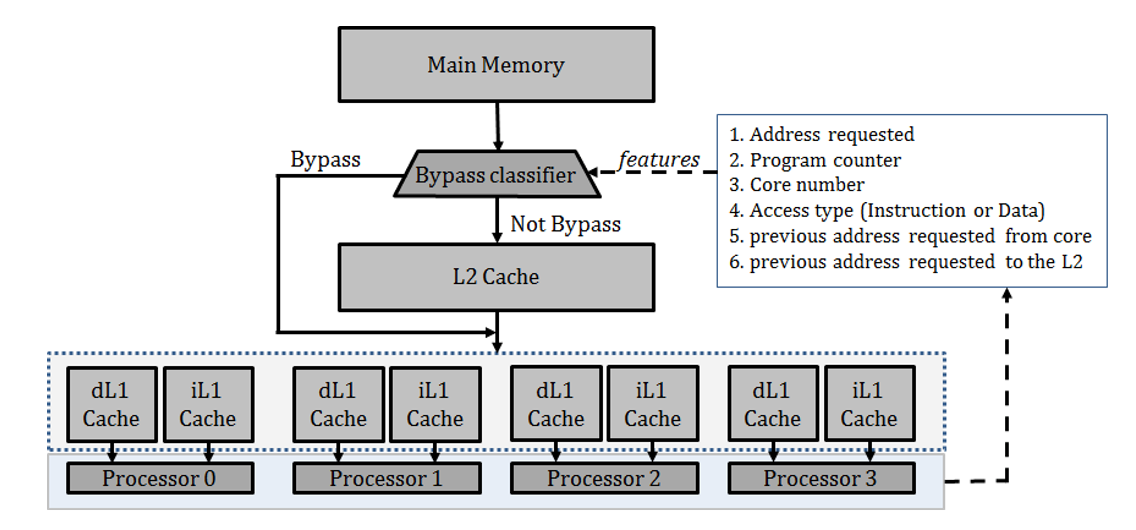 Main Memory
Bypass
Bypass classifier
features
1. Address requested
2. Program counter
3. Core number
4. Access type (Instruction or Data)
5. previous address requested from core
6. previous address requested to the L2
Not Bypass
L2 Cache
dL1
Cache
iL1
Cache
dL1
Cache
iL1
Cache
dL1
Cache
iL1
Cache
dL1
Cache
iL1
Cache
Processor 0
Processor 1
Processor 2
Processor 3